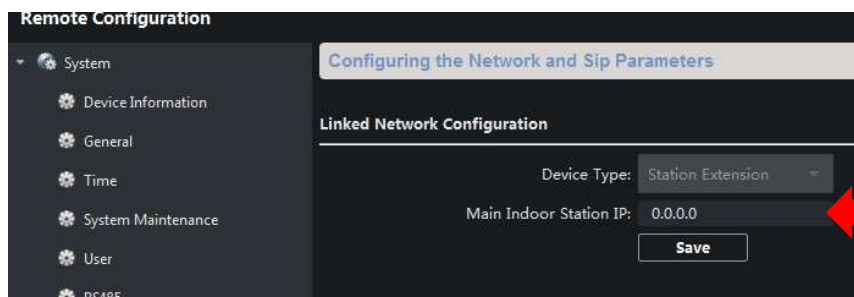 Remote Configuration
System
Device Information
General
Time
System Maintenance
User
RS485
Configuring the Network and Sip Parameters
Linked Network Configuration
Device Type: Station Extension
Main Indoor Station IP: 0.0.0.0
Save